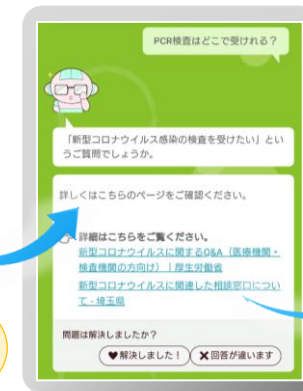 PCR検査はどこで受けれる？
「新型コロナウイルス感染の検査を受けたい」とい
うご質問でしょうか。
詳しくはこちらのページをご確認ください。
詳細はこちらをご覧ください。
新型コロナウイルスに関するQ&A（医療機関・
検査機関の方向け）｜厚生労働省
新型コロナウイルスに関連した相談窓口につい
て - 埼玉県
問題は解決しましたか？
♥解決しました！ ✖回答が違います